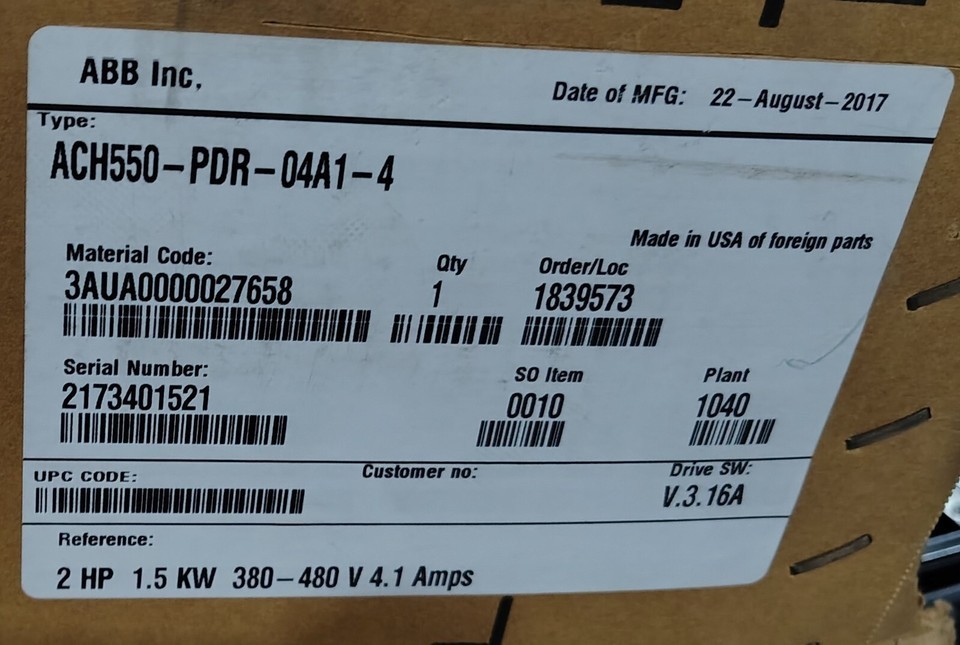 ABB Inc,
Date of MFG: 22-August-2017
Type:
ACH550-PDR-04A1-4
Made in USA of foreign parts
Material Code: Qty Order/Loc
3AUA0000027658 1 1839573
Serial Number: SO Item Plant
2173401521 0010 1040
UPC CODE: Customer no: Drive SW:
V.3.16A
Reference:
2 HP 1.5 KW 380-480 V 4.1 Amps